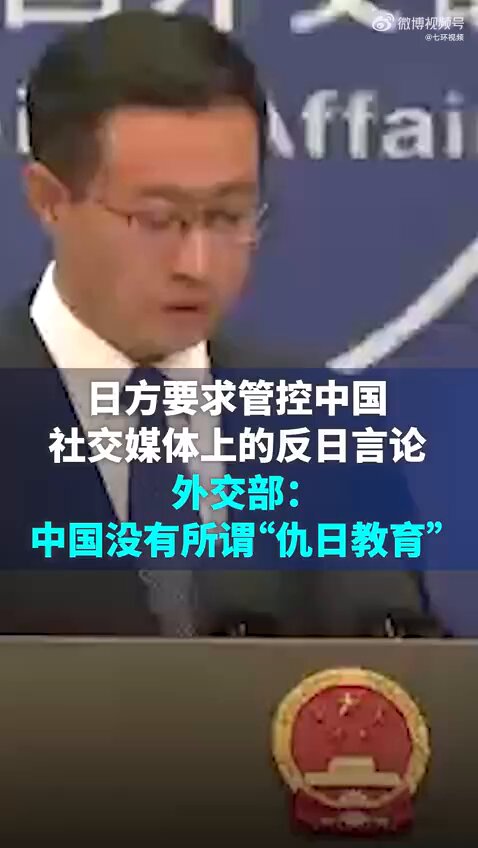 微博视频号
@七环视频
Affair
日方要求管控中国
社交媒体上的反日言论
外交部：
中国没有所谓“仇日教育”